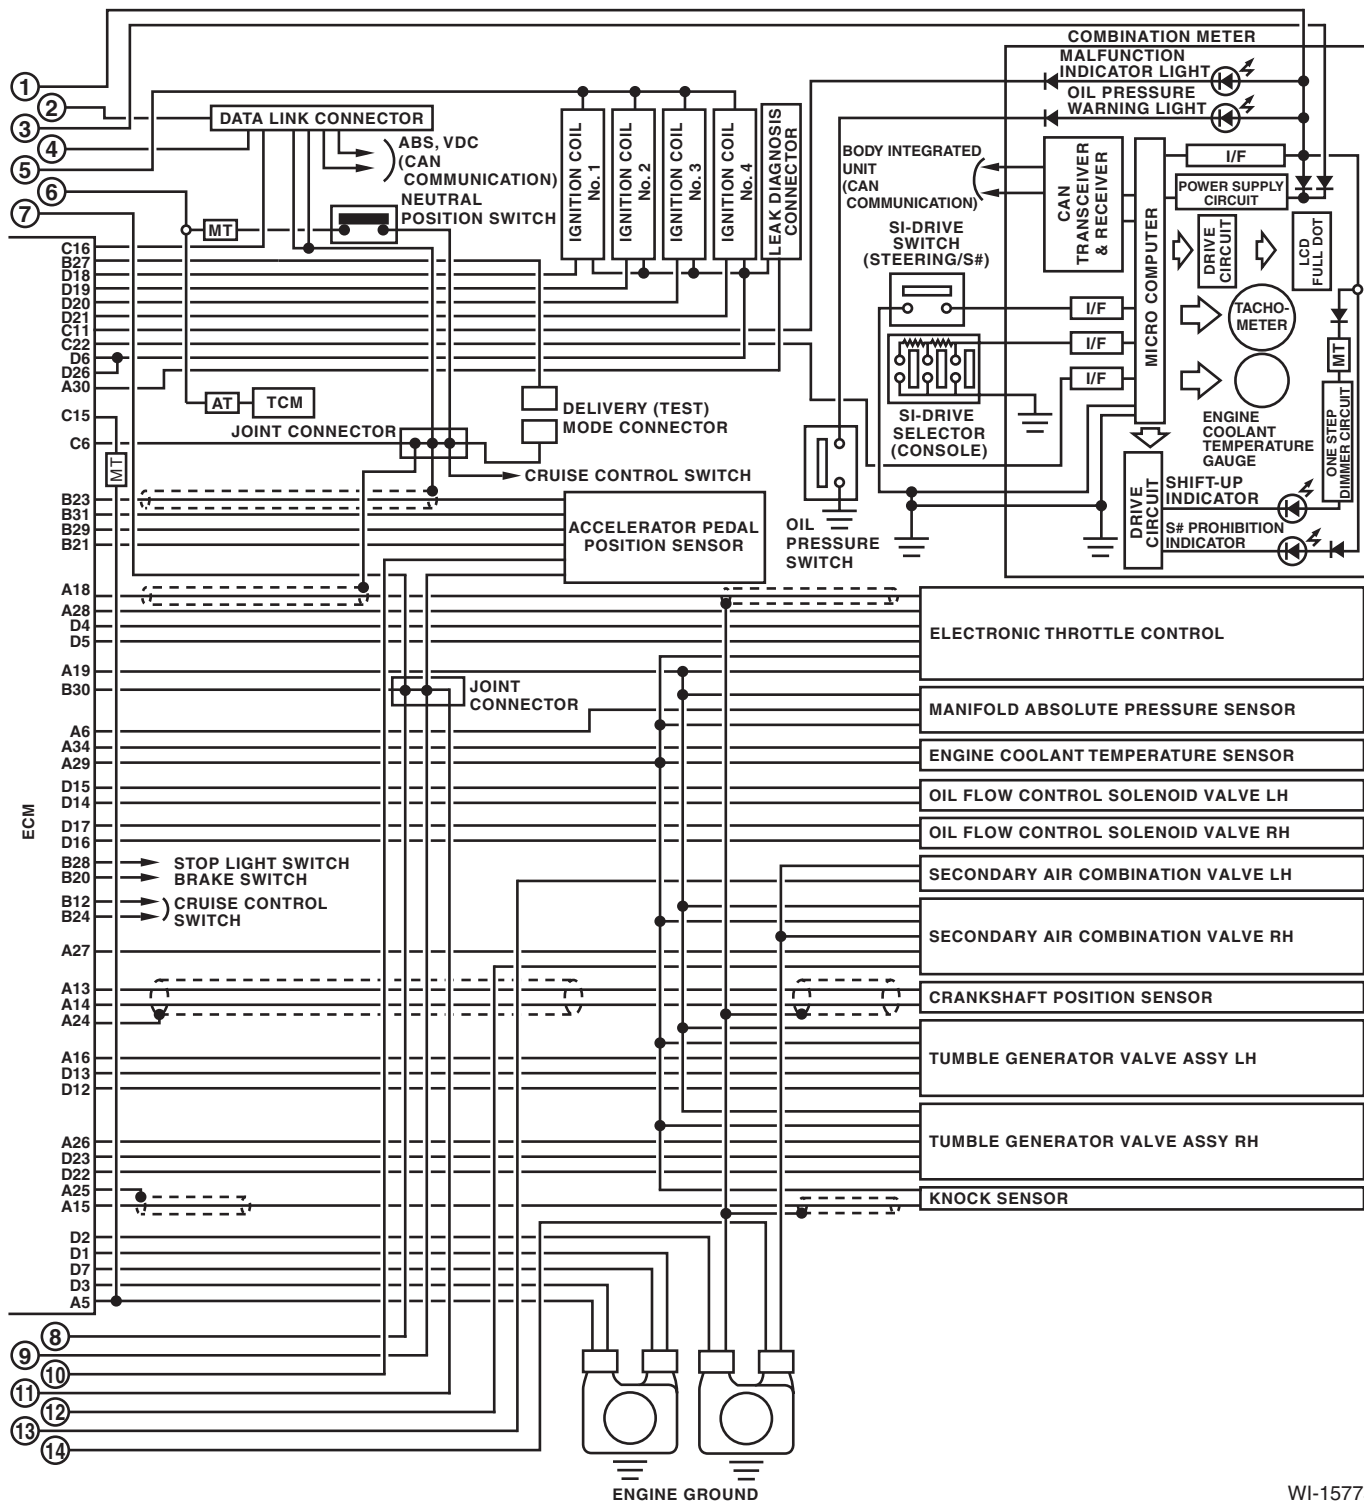 COMBINATION METER
MALFUNCTION
INDICATOR LIGHT
OIL PRESSURE
WARNING LIGHT
1
2
3
4
5
6
7
DATA LINK CONNECTOR
ABS, VDC
(CAN
COMMUNICATION)
NEUTRAL
POSITION SWITCH
MT
IGNITION COIL
No. 1
IGNITION COIL
No. 2
IGNITION COIL
No. 3
IGNITION COIL
No. 4
LEAK DIAGNOSIS
CONNECTOR
BODY INTEGRATED
UNIT
(CAN
COMMUNICATION)
CAN
TRANSCEIVER
& RECEIVER
MICRO COMPUTER
I/F
POWER SUPPLY
CIRCUIT
DRIVE
CIRCUIT
LCD
FULL DOT
SI-DRIVE
SWITCH
(STEERING/S#)
I/F
I/F
I/F
TACHO-
METER
MT
SI-DRIVE
SELECTOR
(CONSOLE)
ENGINE
COOLANT
TEMPERATURE
GAUGE
ONE STEP
DIMMER CIRCUIT
DRIVE
CIRCUIT
SHIFT-UP
INDICATOR
S# PROHIBITION
INDICATOR
OIL
PRESSURE
SWITCH
C16
B27
D18
D19
D20
D21
C11
C22
D6
D26
A30
C15
C6
AT
TCM
JOINT CONNECTOR
MT
DELIVERY (TEST)
MODE CONNECTOR
CRUISE CONTROL SWITCH
B23
B31
B29
B21
ACCELERATOR PEDAL
POSITION SENSOR
A18
A28
D4
D5
A19
B30
ELECTRONIC THROTTLE CONTROL
JOINT
CONNECTOR
A6
A34
A29
MANIFOLD ABSOLUTE PRESSURE SENSOR
ENGINE COOLANT TEMPERATURE SENSOR
D15
D14
OIL FLOW CONTROL SOLENOID VALVE LH
ECM
D17
D16
OIL FLOW CONTROL SOLENOID VALVE RH
B28
B20
STOP LIGHT SWITCH
BRAKE SWITCH
SECONDARY AIR COMBINATION VALVE LH
B12
B24
CRUISE CONTROL
SWITCH
A27
SECONDARY AIR COMBINATION VALVE RH
A13
A14
A24
CRANKSHAFT POSITION SENSOR
A16
D13
D12
TUMBLE GENERATOR VALVE ASSY LH
A26
D23
D22
TUMBLE GENERATOR VALVE ASSY RH
A25
A15
KNOCK SENSOR
D2
D1
D7
D3
A5
8
9
10
11
12
13
14
ENGINE GROUND
WI-1577